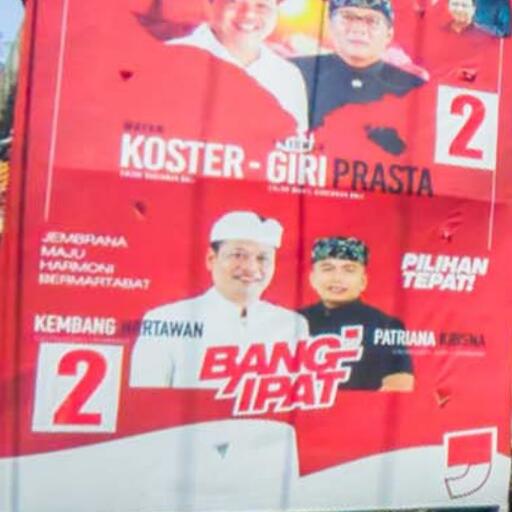 WAYAN
KOSTER - GIRI PRASTA
2
JEMBRANA
MAJU
HARMONI
BERMARTABAT
PILIHAN
TEPAT!
KEMBANG HARTAWAN
PATRIANA KRISNA
2
BANG
IPAT